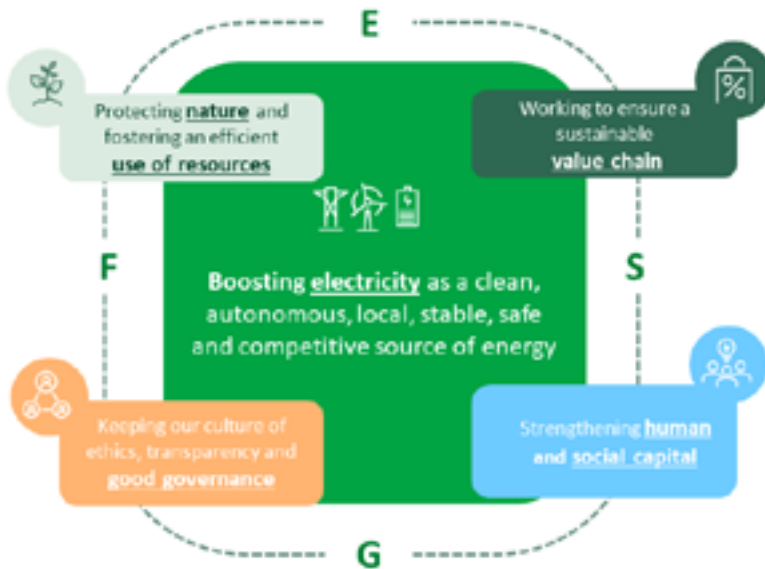 E
Protecting nature and
fostering an efficient
use of resources
Working to ensure a
sustainable
value chain
%
F
S
Boosting electricity as a clean,
autonomous, local, stable, safe
and competitive source of energy
Keeping our culture of
ethics, transparency and
good governance
Strengthening human
and social capital
G